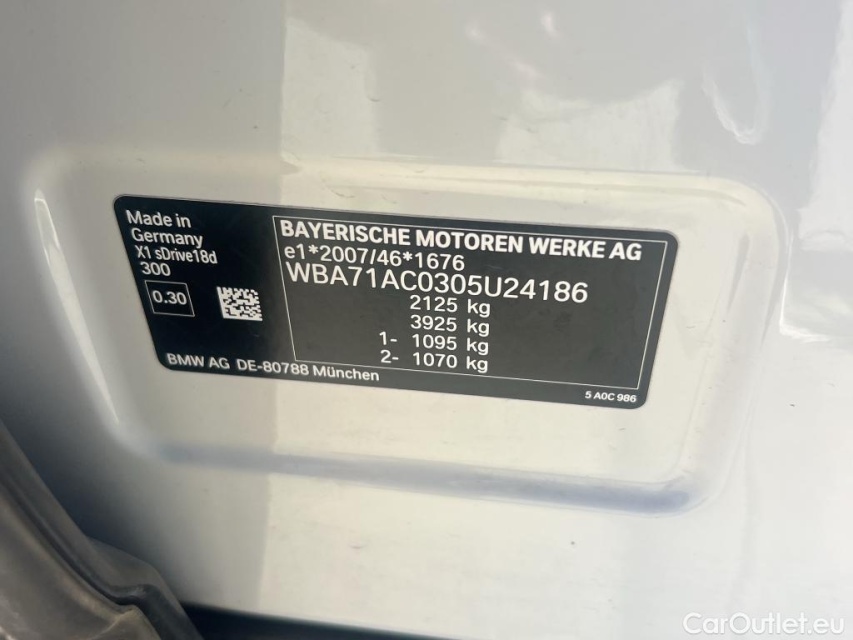 Made in
Germany
X1 sDrive18d
300
0.30
BMW AG DE-80788 München
BAYERISCHE MOTOREN WERKE AG
e1*2007/46*1676
WBA71AC0305U24186
2125 kg
3925 kg
1- 1095 kg
2- 1070 kg
5 A0C 986
CarOutlet.eu